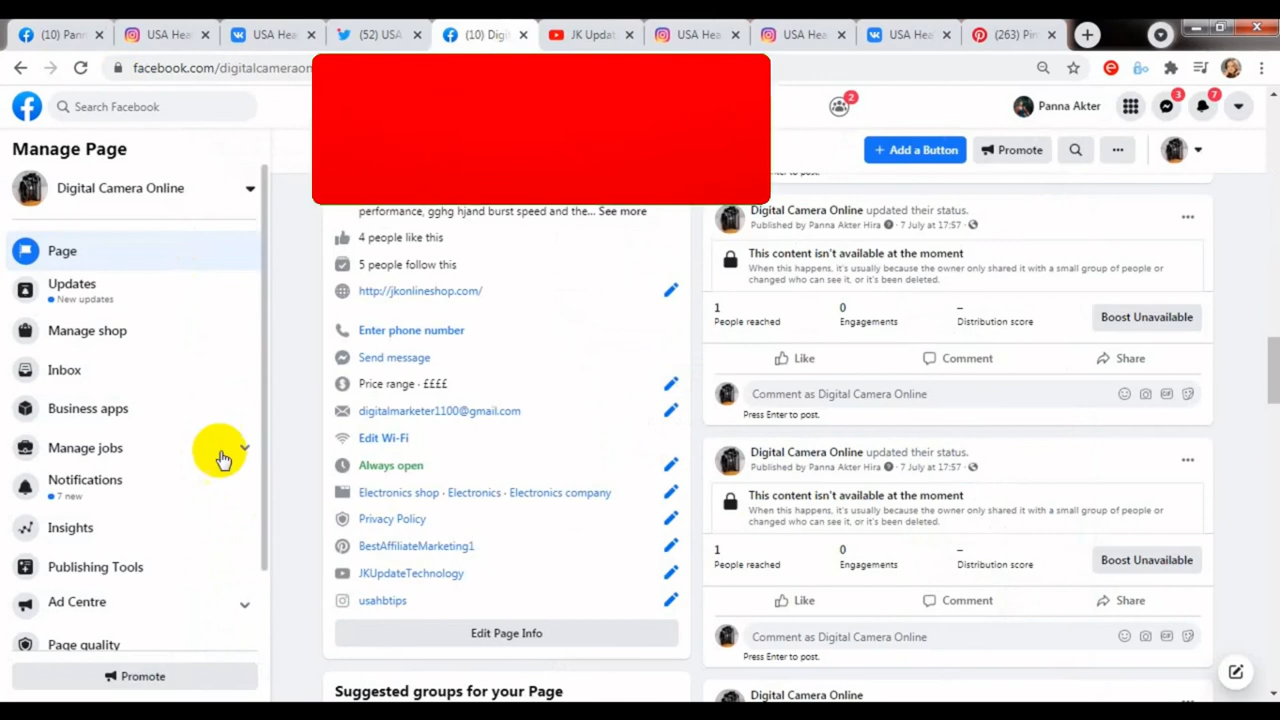 (10) Pann
USA Hea
USA Hea
(52) USA
(10) Digi
JK Updat
USA Hea
USA Hea
USA Hea
(263) Pin
facebook.com/digitalcameraon
Search Facebook
2
Panna Akter
3
7
Manage Page
Digital Camera Online
Page
Updates
New updates
Manage shop
Inbox
Business apps
Manage jobs
Notifications
7 new
Insights
Publishing Tools
Ad Centre
Page quality
Promote
+ Add a Button
Promote
performance, gghg hjand burst speed and the... See more
4 people like this
5 people follow this
http://jkonlineshop.com/
Enter phone number
Send message
Price range · ££££
digitalmarketer1100@gmail.com
Edit Wi-Fi
Always open
Electronics shop · Electronics · Electronics company
Privacy Policy
BestAffiliateMarketing1
JKUpdateTechnology
usahbtips
Edit Page Info
Suggested groups for your Page
Press Enter to post.
Digital Camera Online updated their status.
Published by Panna Akter Hira · 7 July at 17:57 ·
This content isn't available at the moment
When this happens, it's usually because the owner only shared it with a small group of people or
changed who can see it, or it's been deleted.
1
People reached
0
Engagements
–
Distribution score
Boost Unavailable
Like
Comment
Share
Comment as Digital Camera Online
GIF
Press Enter to post.
Digital Camera Online updated their status.
Published by Panna Akter Hira · 7 July at 17:57 ·
This content isn't available at the moment
When this happens, it's usually because the owner only shared it with a small group of people or
changed who can see it, or it's been deleted.
1
People reached
0
Engagements
–
Distribution score
Boost Unavailable
Like
Comment
Share
Comment as Digital Camera Online
GIF
Press Enter to post.
Digital Camera Online